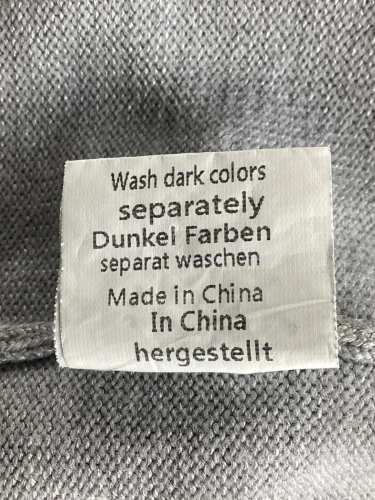 Wash dark colors
separately
Dunkel Farben
separat waschen
Made in China
In China
hergestellt